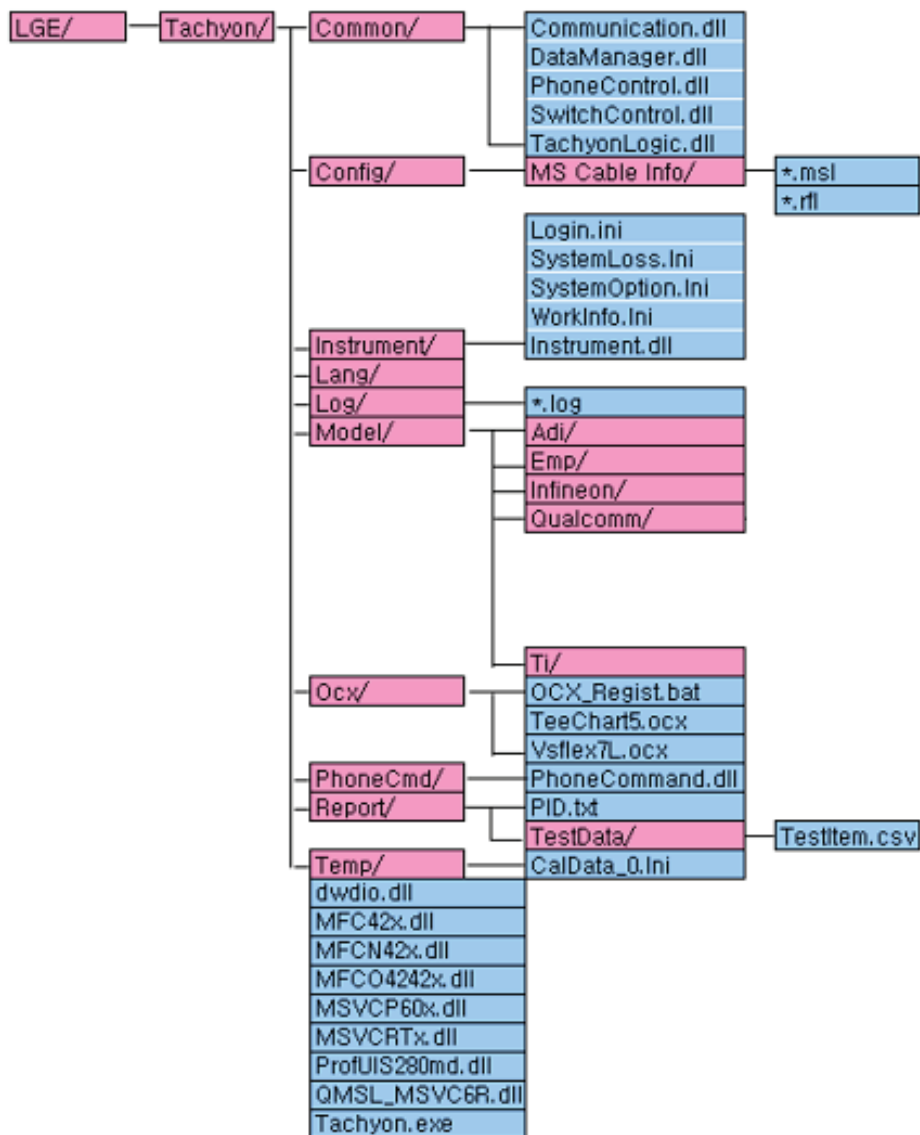 LGE/ Tachyon/ Common/ Communication.dll
DataManager.dll
PhoneControl.dll
SwitchControl.dll
TachyonLogic.dll
Config/ MS Cable Info/ *.msl
*.rfl
Login.ini
SystemLoss.Ini
SystemOption.Ini
WorkInfo.Ini
Instrument/ Instrument.dll
Lang/
Log/ *.log
Model/ Adi/
Emp/
Infineon/
Qualcomm/
Ti/
Ocx/ OCX_Regist.bat
TeeChart5.ocx
Vsflex7L.ocx
PhoneCmd/ PhoneCommand.dll
Report/ PID.txt
TestData/ TestItem.csv
Temp/ CalData_0.Ini
dwdio.dll
MFC42x.dll
MFCN42x.dll
MFCO4242x.dll
MSVCP60x.dll
MSVCRTx.dll
ProfUIS280md.dll
QMSL_MSVC6R.dll
Tachyon.exe